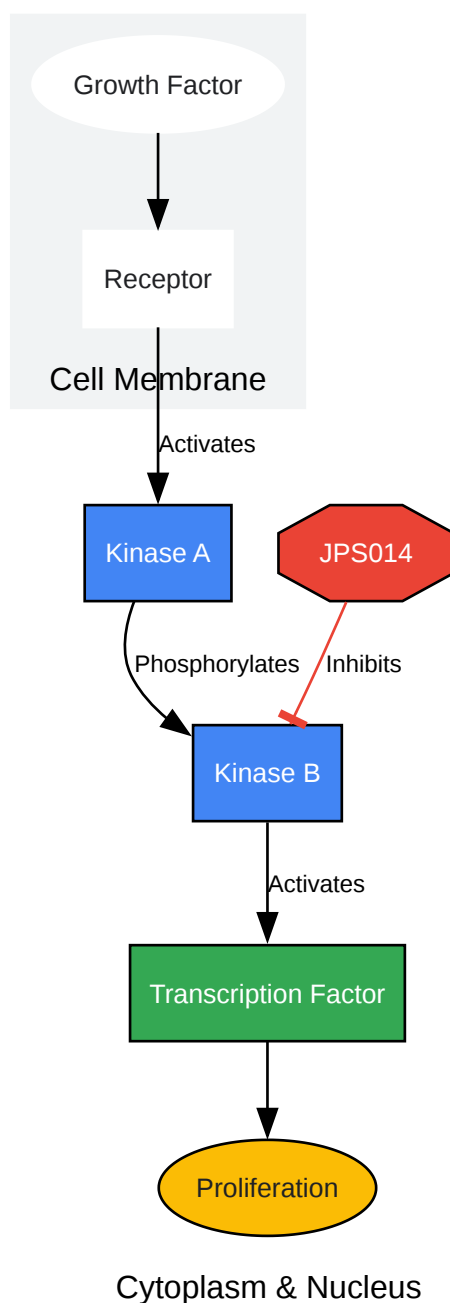 Growth Factor
Receptor
Cell Membrane
Activates
Kinase A
JPS014
Phosphorylates
Inhibits
Kinase B
Activates
Transcription Factor
Proliferation
Cytoplasm & Nucleus